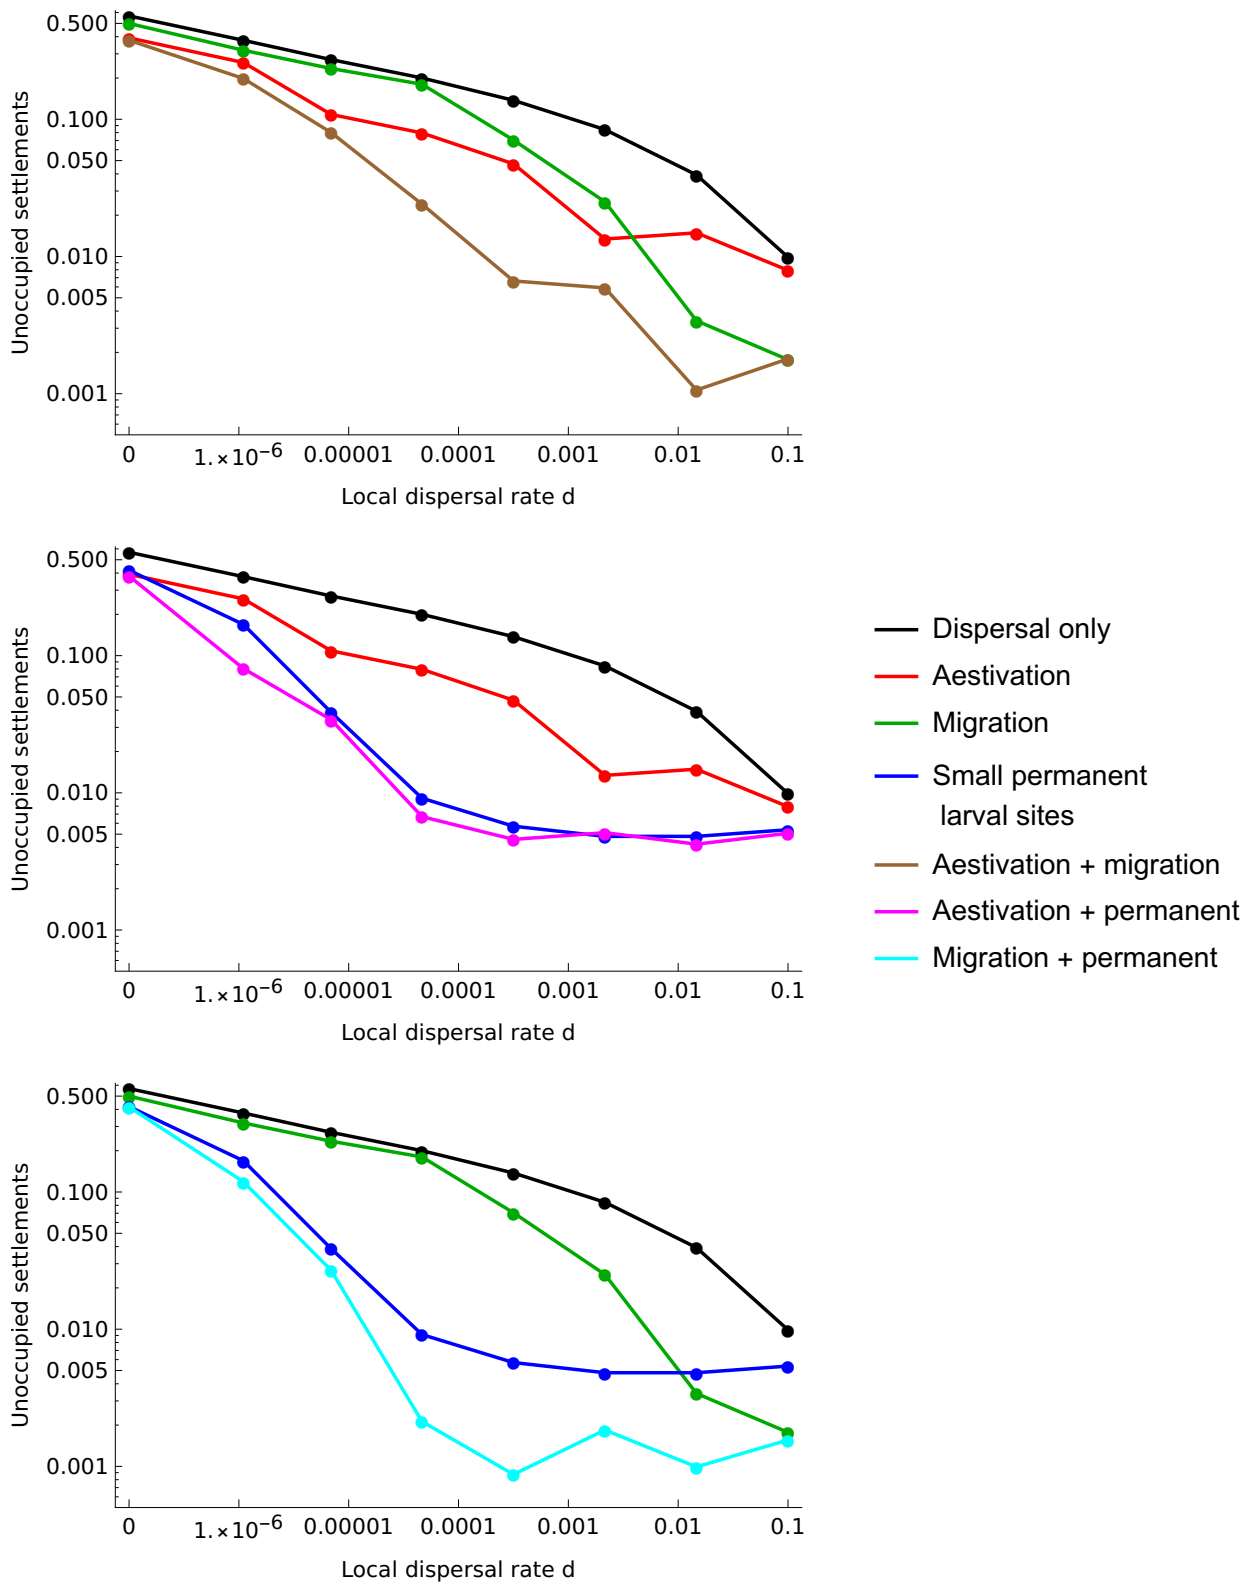 Unoccupied settlements
0.500
0.100
0.050
0.010
0.005
0.001
0 1.×10⁻⁶ 0.00001 0.0001 0.001 0.01 0.1
Local dispersal rate d
Unoccupied settlements
0.500
0.100
0.050
0.010
0.005
0.001
0 1.×10⁻⁶ 0.00001 0.0001 0.001 0.01 0.1
Local dispersal rate d
Dispersal only
Aestivation
Migration
Small permanent
larval sites
Aestivation + migration
Aestivation + permanent
Migration + permanent
Unoccupied settlements
0.500
0.100
0.050
0.010
0.005
0.001
0 1.×10⁻⁶ 0.00001 0.0001 0.001 0.01 0.1
Local dispersal rate d